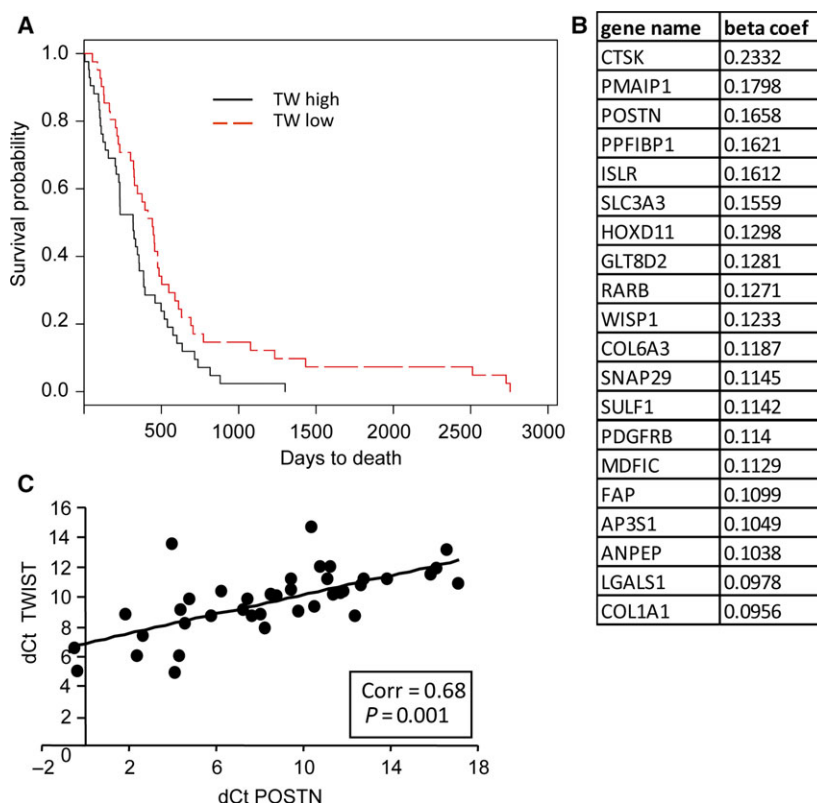 A
Survival probability
1.0
0.8
0.6
0.4
0.2
0.0
TW high
TW low
500
1000
1500
2000
2500
3000
Days to death
B
gene name beta coef
CTSK 0.2332
PMAIP1 0.1798
POSTN 0.1658
PPFIBP1 0.1621
ISLR 0.1612
SLC3A3 0.1559
HOXD11 0.1298
GLT8D2 0.1281
RARB 0.1271
WISP1 0.1233
COL6A3 0.1187
SNAP29 0.1145
SULF1 0.1142
PDGFRB 0.114
MDFIC 0.1129
FAP 0.1099
AP3S1 0.1049
ANPEP 0.1038
LGALS1 0.0978
COL1A1 0.0956
C
dCt TWIST
16
14
12
10
8
6
4
2
0
Corr = 0.68
P = 0.001
–2
2
6
10
14
18
dCt POSTN